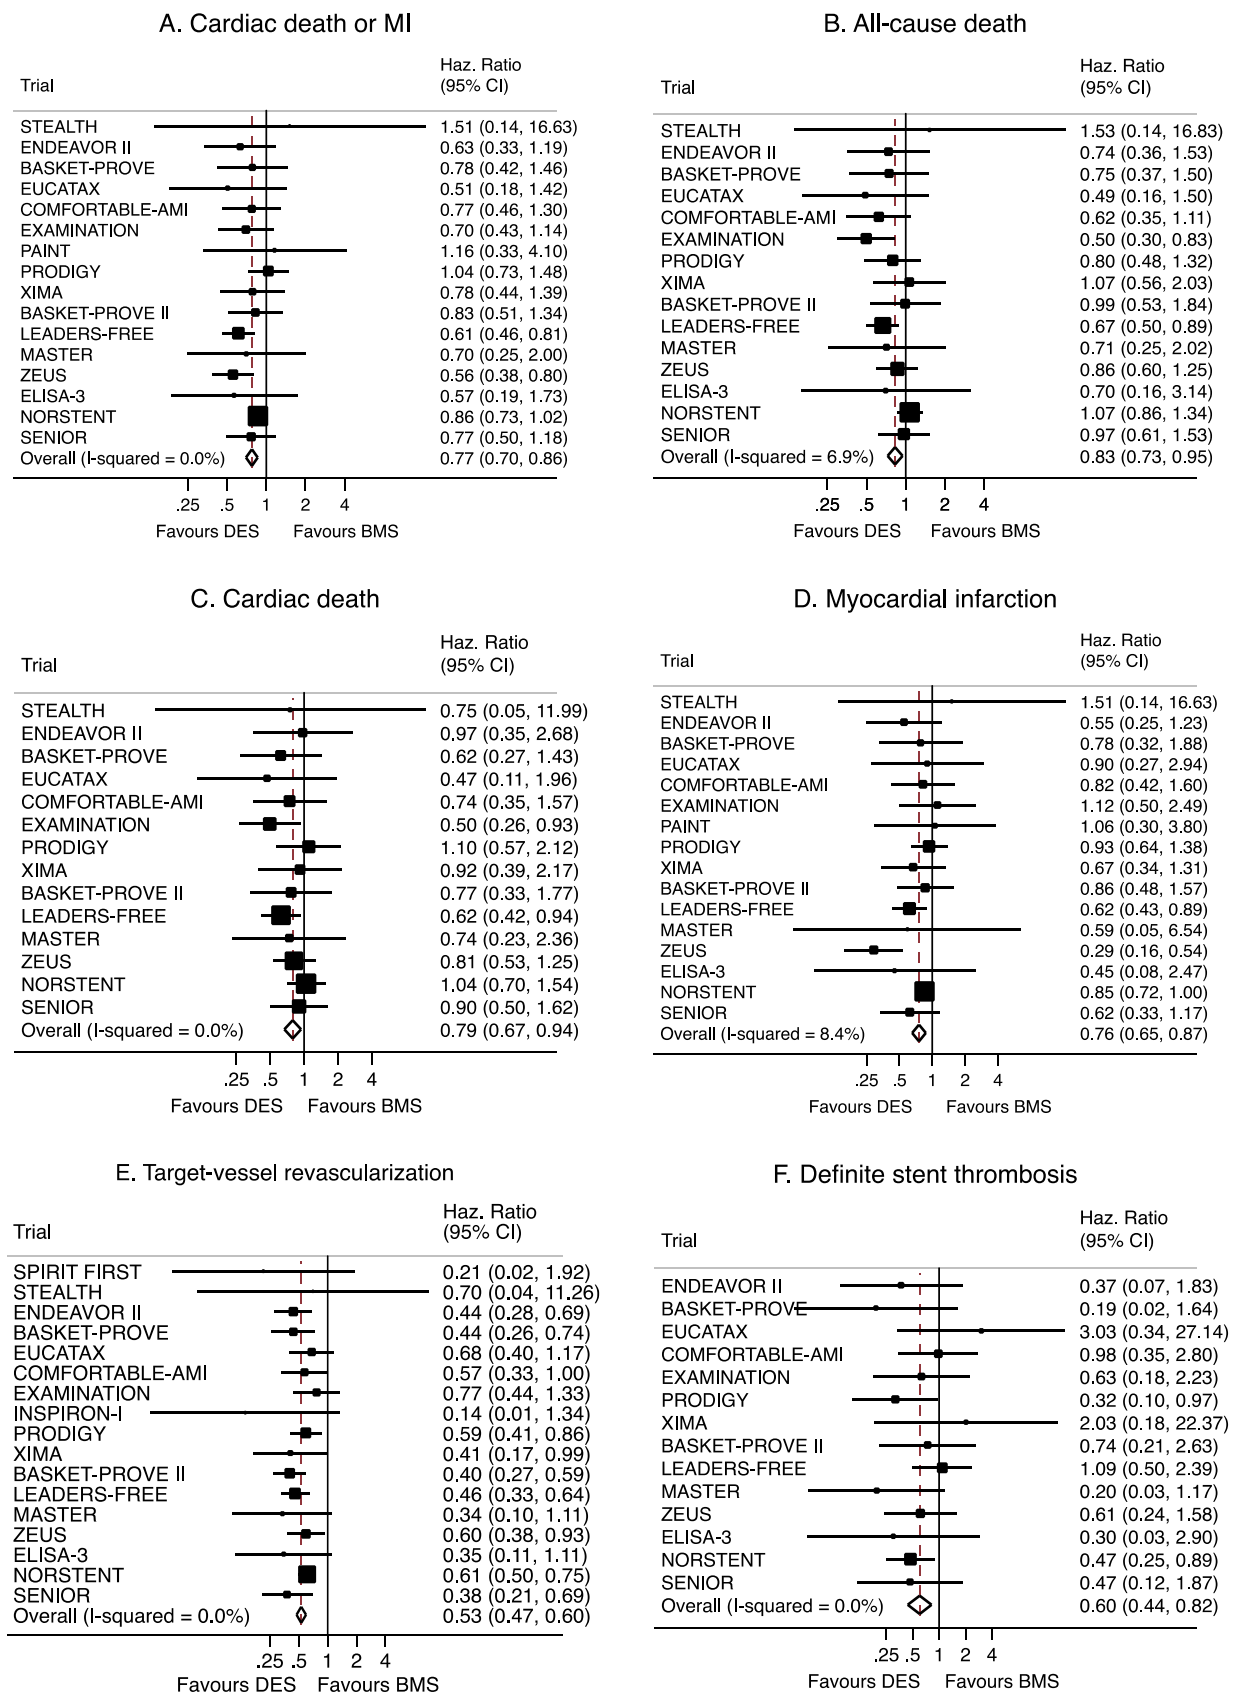 A. Cardiac death or MI
Trial
Haz. Ratio
(95% CI)
STEALTH 1.51 (0.14, 16.63)
ENDEAVOR II 0.63 (0.33, 1.19)
BASKET-PROVE 0.78 (0.42, 1.46)
EUCATAX 0.51 (0.18, 1.42)
COMFORTABLE-AMI 0.77 (0.46, 1.30)
EXAMINATION 0.70 (0.43, 1.14)
PAINT 1.16 (0.33, 4.10)
PRODIGY 1.04 (0.73, 1.48)
XIMA 0.78 (0.44, 1.39)
BASKET-PROVE II 0.83 (0.51, 1.34)
LEADERS-FREE 0.61 (0.46, 0.81)
MASTER 0.70 (0.25, 2.00)
ZEUS 0.56 (0.38, 0.80)
ELISA-3 0.57 (0.19, 1.73)
NORSTENT 0.86 (0.73, 1.02)
SENIOR 0.77 (0.50, 1.18)
Overall (I-squared = 0.0%) 0.77 (0.70, 0.86)
.25 .5 1 2 4
Favours DES Favours BMS
B. All-cause death
Trial
Haz. Ratio
(95% CI)
STEALTH 1.53 (0.14, 16.83)
ENDEAVOR II 0.74 (0.36, 1.53)
BASKET-PROVE 0.75 (0.37, 1.50)
EUCATAX 0.49 (0.16, 1.50)
COMFORTABLE-AMI 0.62 (0.35, 1.11)
EXAMINATION 0.50 (0.30, 0.83)
PRODIGY 0.80 (0.48, 1.32)
XIMA 1.07 (0.56, 2.03)
BASKET-PROVE II 0.99 (0.53, 1.84)
LEADERS-FREE 0.67 (0.50, 0.89)
MASTER 0.71 (0.25, 2.02)
ZEUS 0.86 (0.60, 1.25)
ELISA-3 0.70 (0.16, 3.14)
NORSTENT 1.07 (0.86, 1.34)
SENIOR 0.97 (0.61, 1.53)
Overall (I-squared = 6.9%) 0.83 (0.73, 0.95)
.25 .5 1 2 4
Favours DES Favours BMS
C. Cardiac death
Trial
Haz. Ratio
(95% CI)
STEALTH 0.75 (0.05, 11.99)
ENDEAVOR II 0.97 (0.35, 2.68)
BASKET-PROVE 0.62 (0.27, 1.43)
EUCATAX 0.47 (0.11, 1.96)
COMFORTABLE-AMI 0.74 (0.35, 1.57)
EXAMINATION 0.50 (0.26, 0.93)
PRODIGY 1.10 (0.57, 2.12)
XIMA 0.92 (0.39, 2.17)
BASKET-PROVE II 0.77 (0.33, 1.77)
LEADERS-FREE 0.62 (0.42, 0.94)
MASTER 0.74 (0.23, 2.36)
ZEUS 0.81 (0.53, 1.25)
NORSTENT 1.04 (0.70, 1.54)
SENIOR 0.90 (0.50, 1.62)
Overall (I-squared = 0.0%) 0.79 (0.67, 0.94)
.25 .5 1 2 4
Favours DES Favours BMS
D. Myocardial infarction
Trial
Haz. Ratio
(95% CI)
STEALTH 1.51 (0.14, 16.63)
ENDEAVOR II 0.55 (0.25, 1.23)
BASKET-PROVE 0.78 (0.32, 1.88)
EUCATAX 0.90 (0.27, 2.94)
COMFORTABLE-AMI 0.82 (0.42, 1.60)
EXAMINATION 1.12 (0.50, 2.49)
PAINT 1.06 (0.30, 3.80)
PRODIGY 0.93 (0.64, 1.38)
XIMA 0.67 (0.34, 1.31)
BASKET-PROVE II 0.86 (0.48, 1.57)
LEADERS-FREE 0.62 (0.43, 0.89)
MASTER 0.59 (0.05, 6.54)
ZEUS 0.29 (0.16, 0.54)
ELISA-3 0.45 (0.08, 2.47)
NORSTENT 0.85 (0.72, 1.00)
SENIOR 0.62 (0.33, 1.17)
Overall (I-squared = 8.4%) 0.76 (0.65, 0.87)
.25 .5 1 2 4
Favours DES Favours BMS
E. Target-vessel revascularization
Trial
Haz. Ratio
(95% CI)
SPIRIT FIRST 0.21 (0.02, 1.92)
STEALTH 0.70 (0.04, 11.26)
ENDEAVOR II 0.44 (0.28, 0.69)
BASKET-PROVE 0.44 (0.26, 0.74)
EUCATAX 0.68 (0.40, 1.17)
COMFORTABLE-AMI 0.57 (0.33, 1.00)
EXAMINATION 0.77 (0.44, 1.33)
INSPIRON-I 0.14 (0.01, 1.34)
PRODIGY 0.59 (0.41, 0.86)
XIMA 0.41 (0.17, 0.99)
BASKET-PROVE II 0.40 (0.27, 0.59)
LEADERS-FREE 0.46 (0.33, 0.64)
MASTER 0.34 (0.10, 1.11)
ZEUS 0.60 (0.38, 0.93)
ELISA-3 0.35 (0.11, 1.11)
NORSTENT 0.61 (0.50, 0.75)
SENIOR 0.38 (0.21, 0.69)
Overall (I-squared = 0.0%) 0.53 (0.47, 0.60)
.25 .5 1 2 4
Favours DES Favours BMS
F. Definite stent thrombosis
Trial
Haz. Ratio
(95% CI)
ENDEAVOR II 0.37 (0.07, 1.83)
BASKET-PROVE 0.19 (0.02, 1.64)
EUCATAX 3.03 (0.34, 27.14)
COMFORTABLE-AMI 0.98 (0.35, 2.80)
EXAMINATION 0.63 (0.18, 2.23)
PRODIGY 0.32 (0.10, 0.97)
XIMA 2.03 (0.18, 22.37)
BASKET-PROVE II 0.74 (0.21, 2.63)
LEADERS-FREE 1.09 (0.50, 2.39)
MASTER 0.20 (0.03, 1.17)
ZEUS 0.61 (0.24, 1.58)
ELISA-3 0.30 (0.03, 2.90)
NORSTENT 0.47 (0.25, 0.89)
SENIOR 0.47 (0.12, 1.87)
Overall (I-squared = 0.0%) 0.60 (0.44, 0.82)
.25 .5 1 2 4
Favours DES Favours BMS